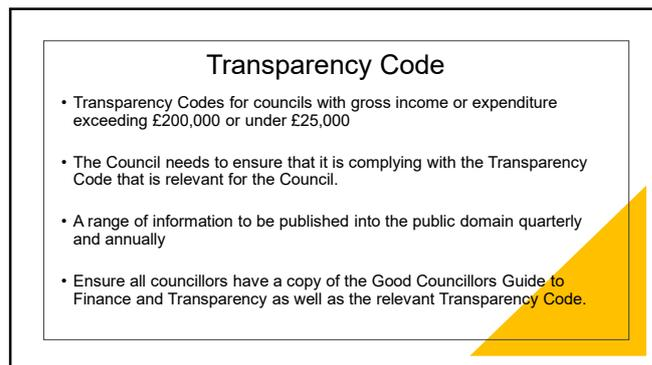 Transparency Code
• Transparency Codes for councils with gross income or expenditure
exceeding £200,000 or under £25,000
• The Council needs to ensure that it is complying with the Transparency
Code that is relevant for the Council.
• A range of information to be published into the public domain quarterly
and annually
• Ensure all councillors have a copy of the Good Councillors Guide to
Finance and Transparency as well as the relevant Transparency Code.